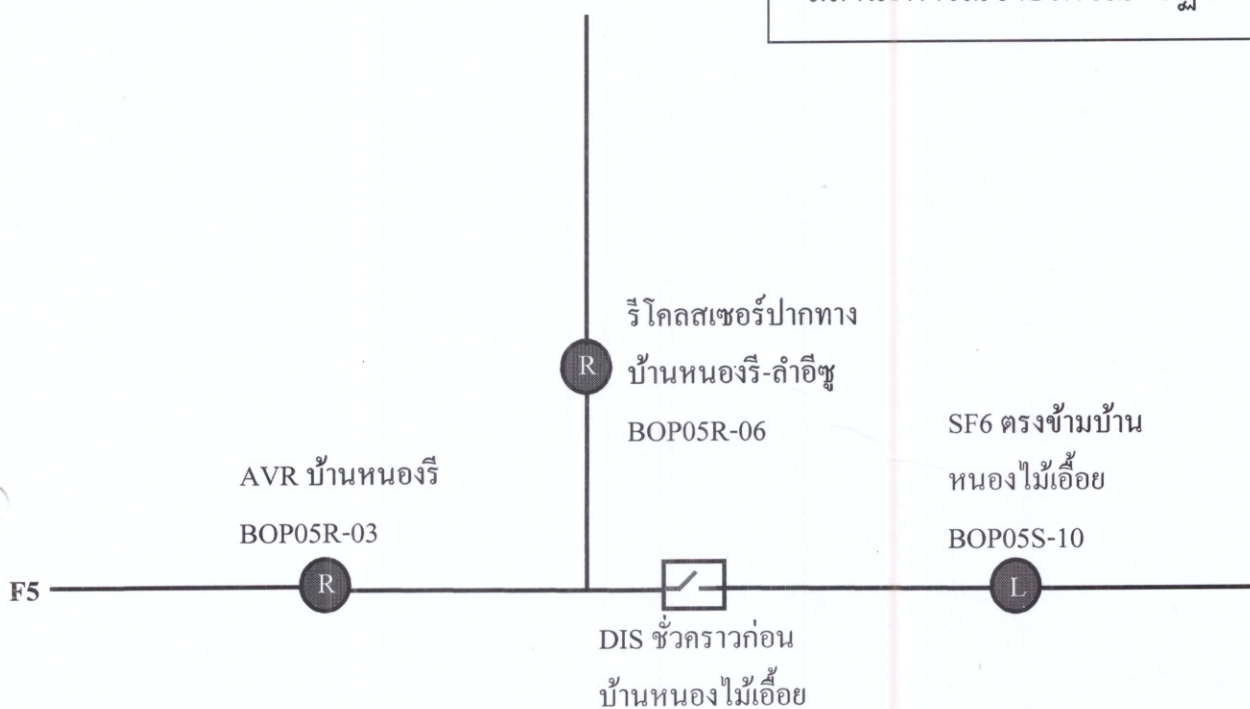 รีโคลสเซอร์ปากทาง
บ้านหนองรี-ลำอีซู
BOP05R-06
R
SF6 ตรงข้ามบ้าน
หนองไม้เอื้อย
BOP05S-10
AVR บ้านหนองรี
BOP05R-03
F5
R
L
DIS ชั่วคราวก่อน
บ้านหนองไม้เอื้อย